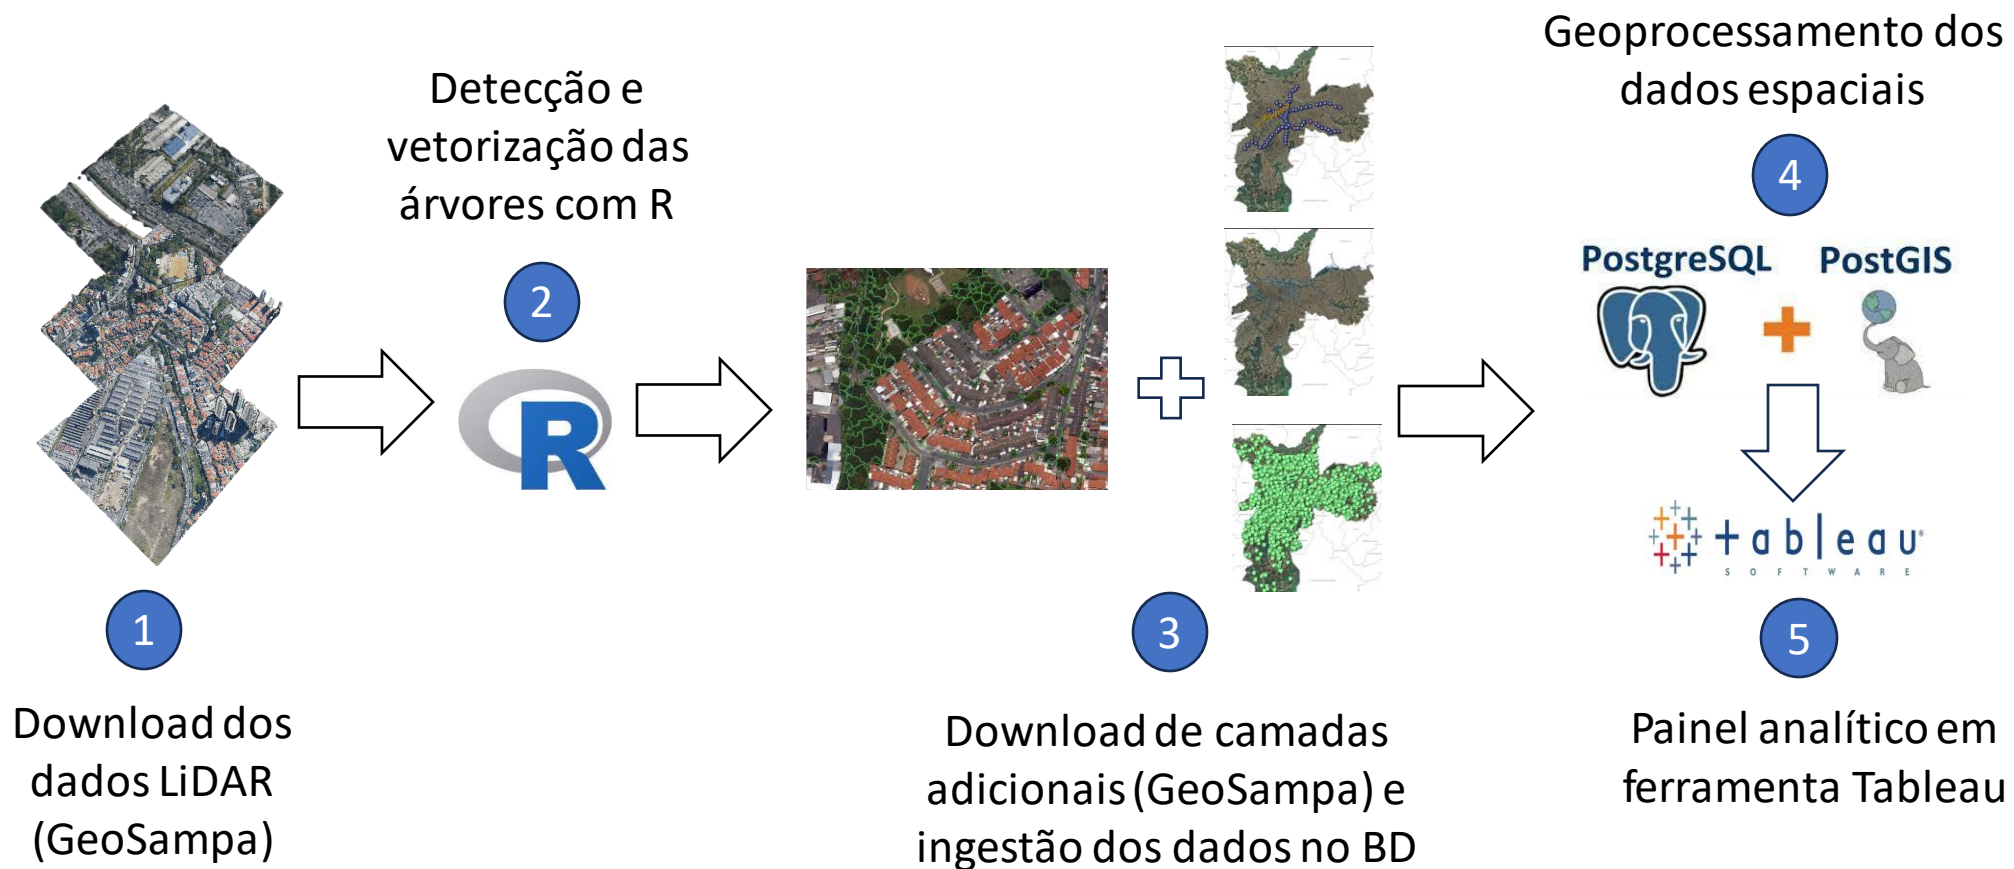 Download dos
dados LiDAR
(GeoSampa)
1
Detecção e
vetorização das
árvores com R
2
R
3
Download de camadas
adicionais (GeoSampa) e
ingestão dos dados no BD
Geoprocessamento dos
dados espaciais
4
PostgreSQL
PostGIS
+ableau®
SOFTWARE
5
Painel analítico em
ferramenta Tableau